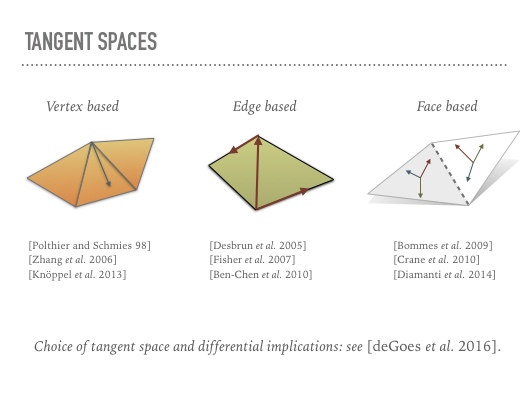 TANGENT SPACES
Vertex based
Edge based
Face based
[Polthier and Schmies 98]
[Zhang et al. 2006]
[Knöppel et al. 2013]
[Desbrun et al. 2005]
[Fisher et al. 2007]
[Ben-Chen et al. 2010]
[Bommes et al. 2009]
[Crane et al. 2010]
[Diamanti et al. 2014]
Choice of tangent space and differential implications: see [deGoes et al. 2016].